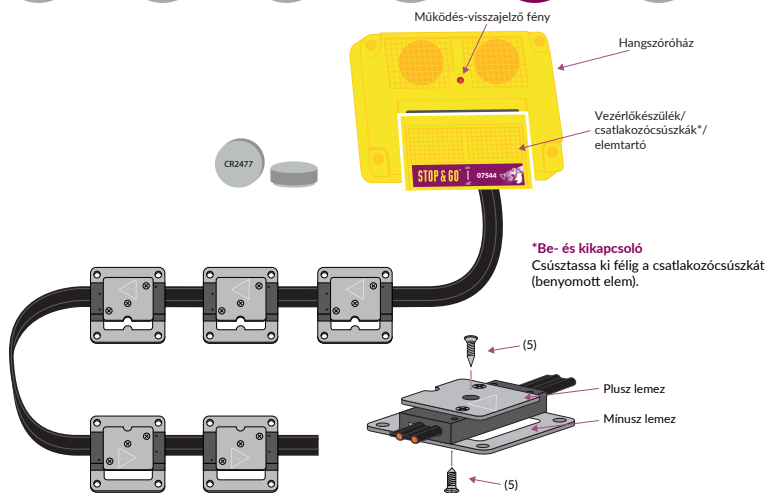 Működés-visszajelző fény
Hangszóróház
Vezérlőkészülék/
csatlakozócsúszkák*/
elemtartó
CR2477
STOP & GO
07544
*Be- és kikapcsoló
Csúsztassa ki félig a csatlakozócsúszkát
(benyomott elem).
(5)
Plusz lemez
Mínusz lemez
(5)